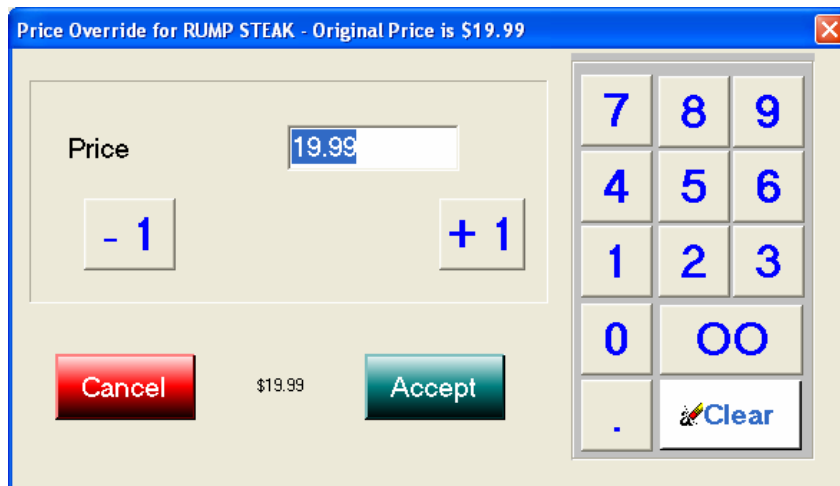 Price Override for RUMP STEAK - Original Price is $19.99
Price 19.99
- 1 + 1
Cancel $19.99 Accept
7 8 9
4 5 6
1 2 3
0 00
. Clear